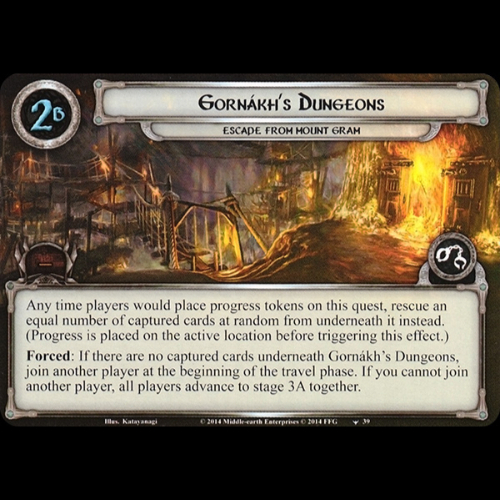 2B
GORNÁKH'S DUNGEONS
ESCAPE FROM MOUNT GRAM
Any time players would place progress tokens on this quest, rescue an
equal number of captured cards at random from underneath it instead.
(Progress is placed on the active location before triggering this effect.)
Forced: If there are no captured cards underneath Gornákh's Dungeons,
join another player at the beginning of the travel phase. If you cannot join
another player, all players advance to stage 3A together.
Illus. Katayanagi © 2014 Middle-earth Enterprises © 2014 FFG 39